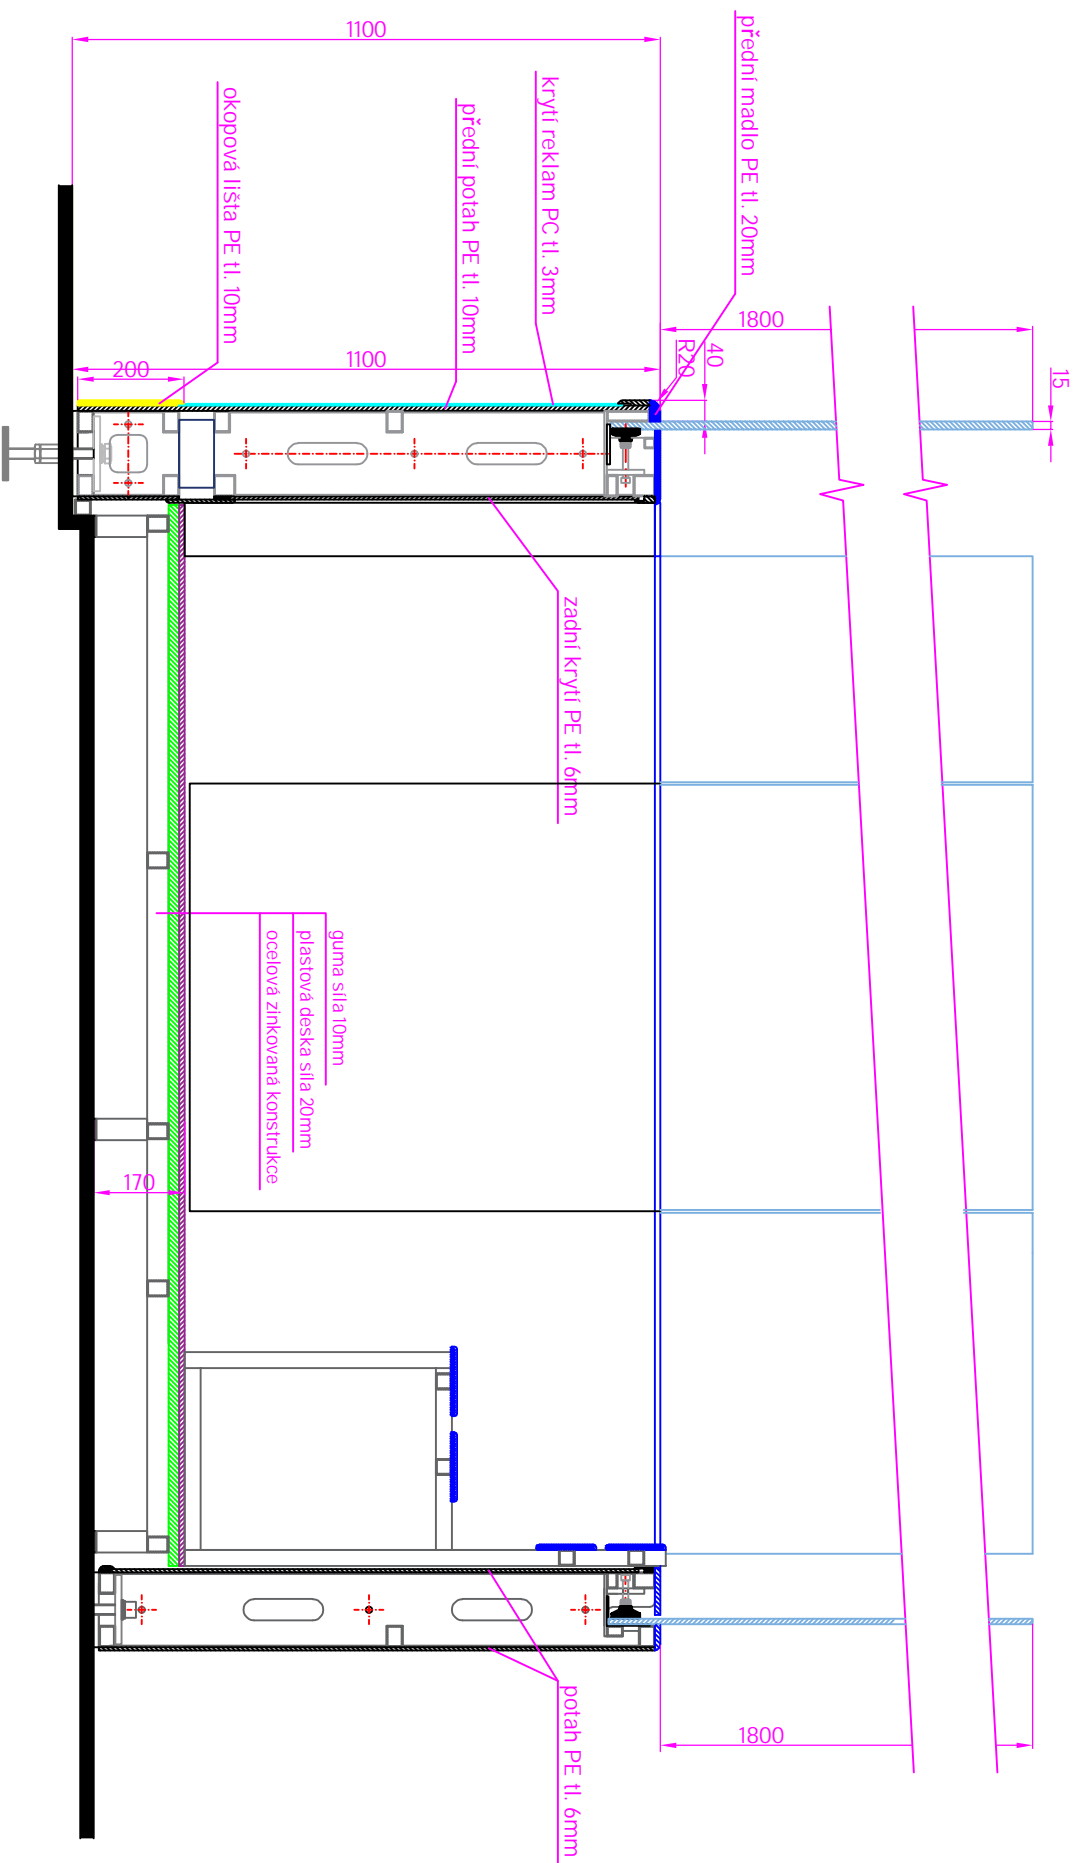 1100
přední madlo PE tl. 20mm
krytí reklam PC tl. 3mm
přední potah PE tl. 10mm
okopová lišta PE tl. 10mm
1800
15
40
R20
1100
200
zadní krytí PE tl. 6mm
guma síla 10mm
plastová deska síla 20mm
ocelová zinkovaná konstrukce
170
potah PE tl. 6mm
1800